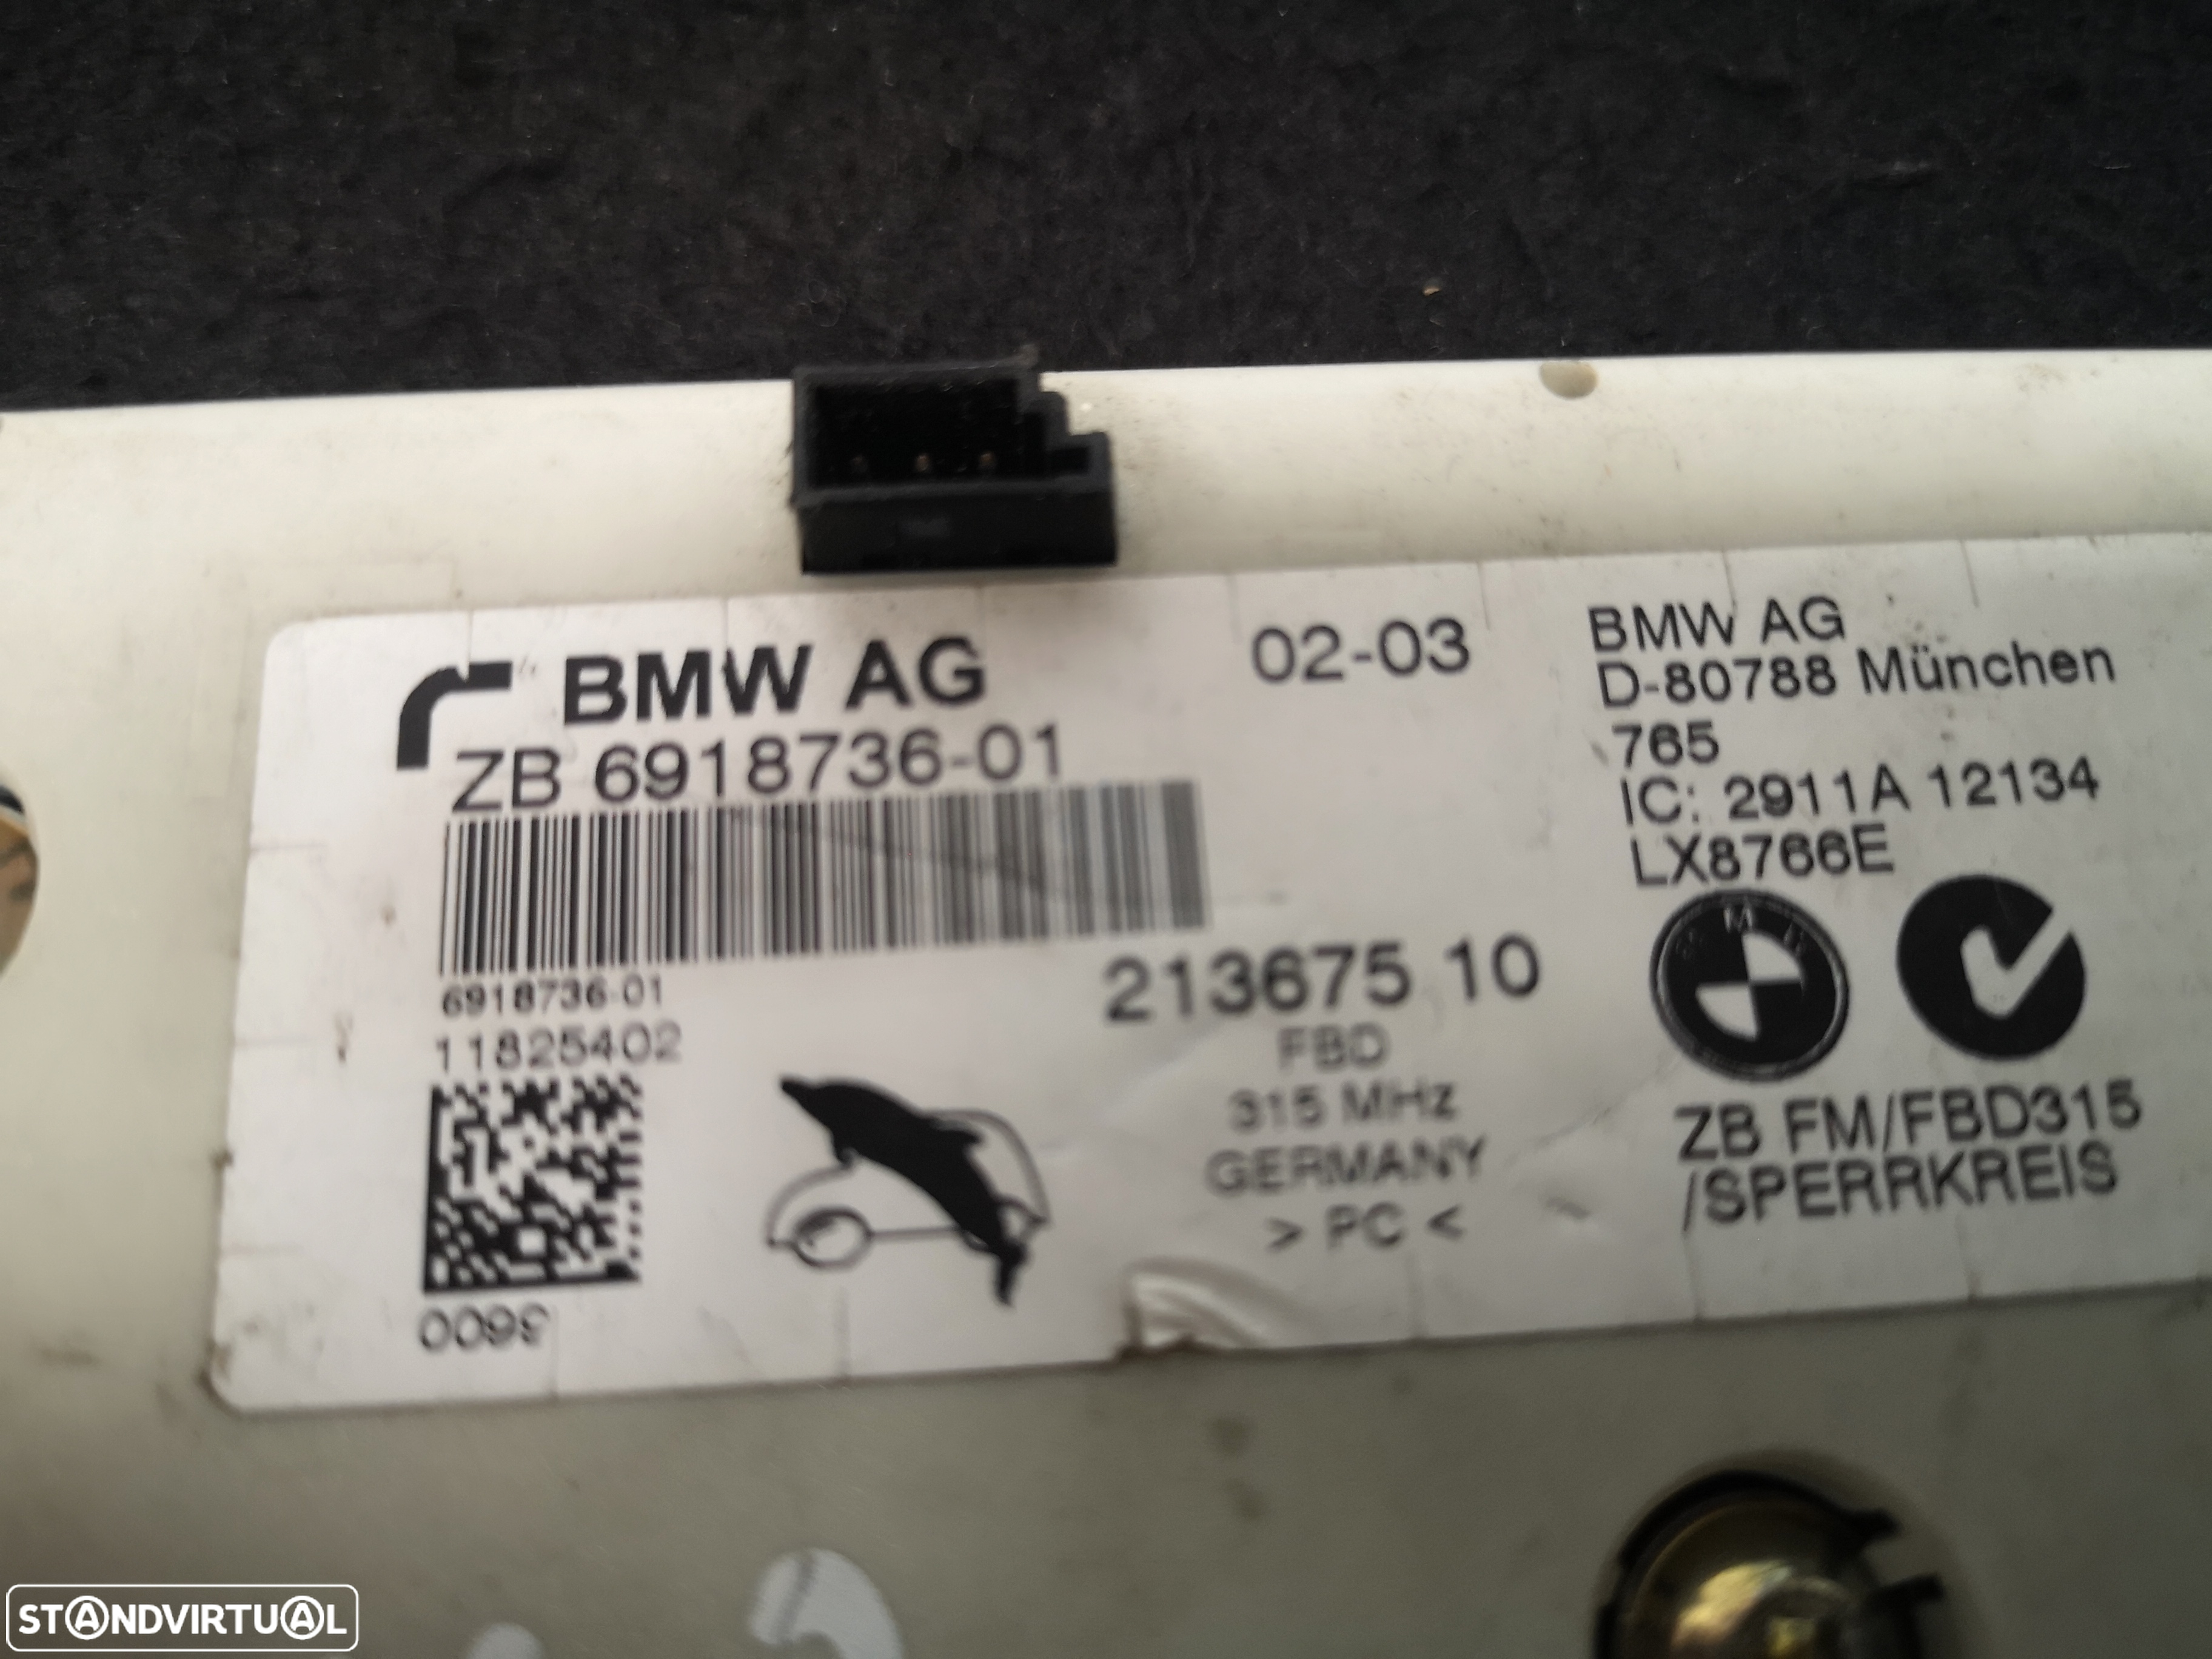 BMW AG
ZB 6918736-01
6918736-01
11825402
02-03
213675 10
FBD
315 MHz
GERMANY
> PC <
BMW AG
D-80788 München
765
IC: 2911A 12134
LX8766E
ZB FM/FBD315
/SPERRKREIS
STANDVIRTUAL